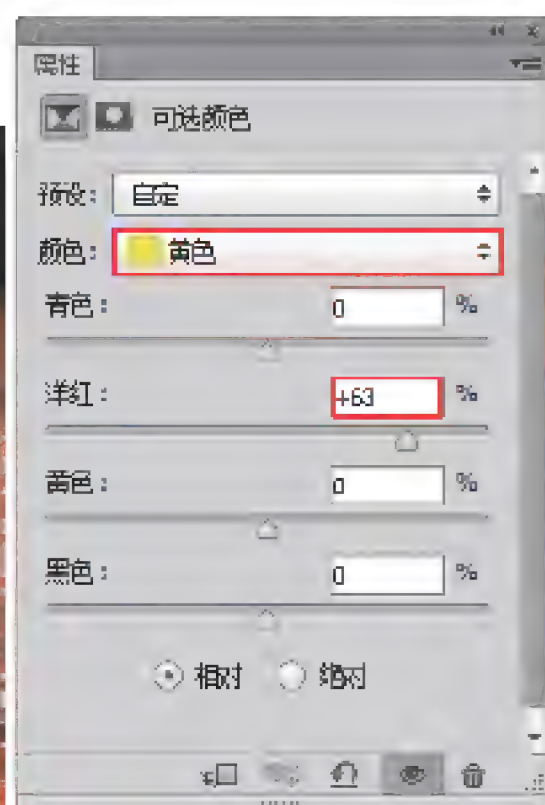 属性
可选颜色
预设： 自定
颜色： 黄色
青色： 0 %
洋红： +63 %
黄色： 0 %
黑色： 0 %
相对 绝对